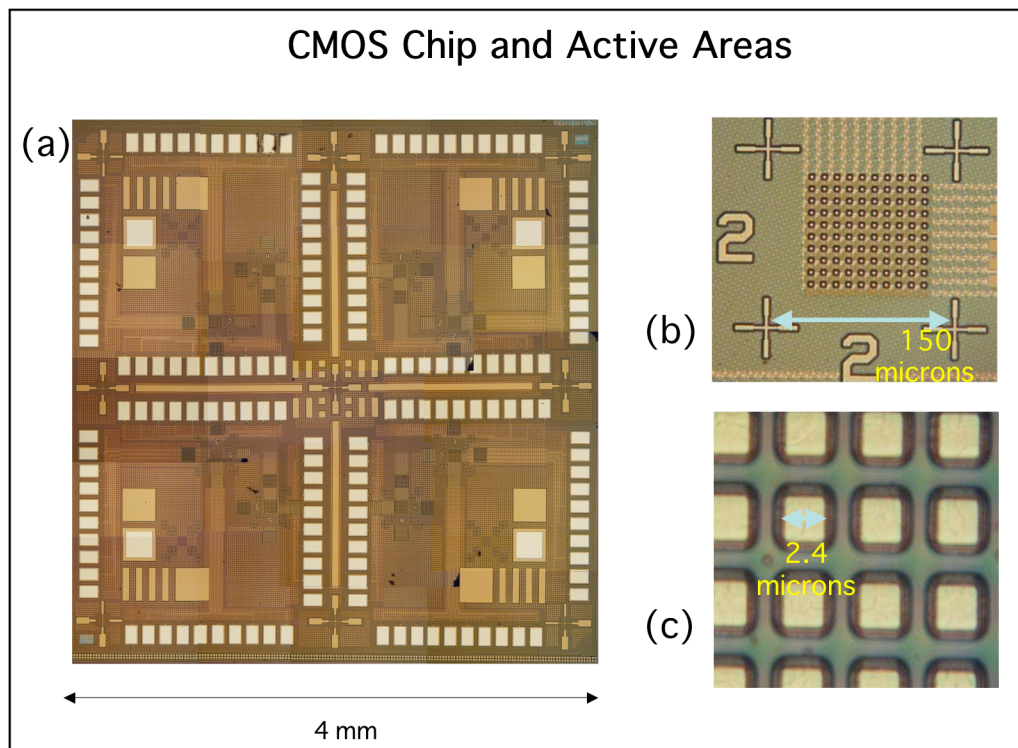 CMOS Chip and Active Areas
(a)
2
2
(b)
150
microns
2.4
microns
(c)
4 mm